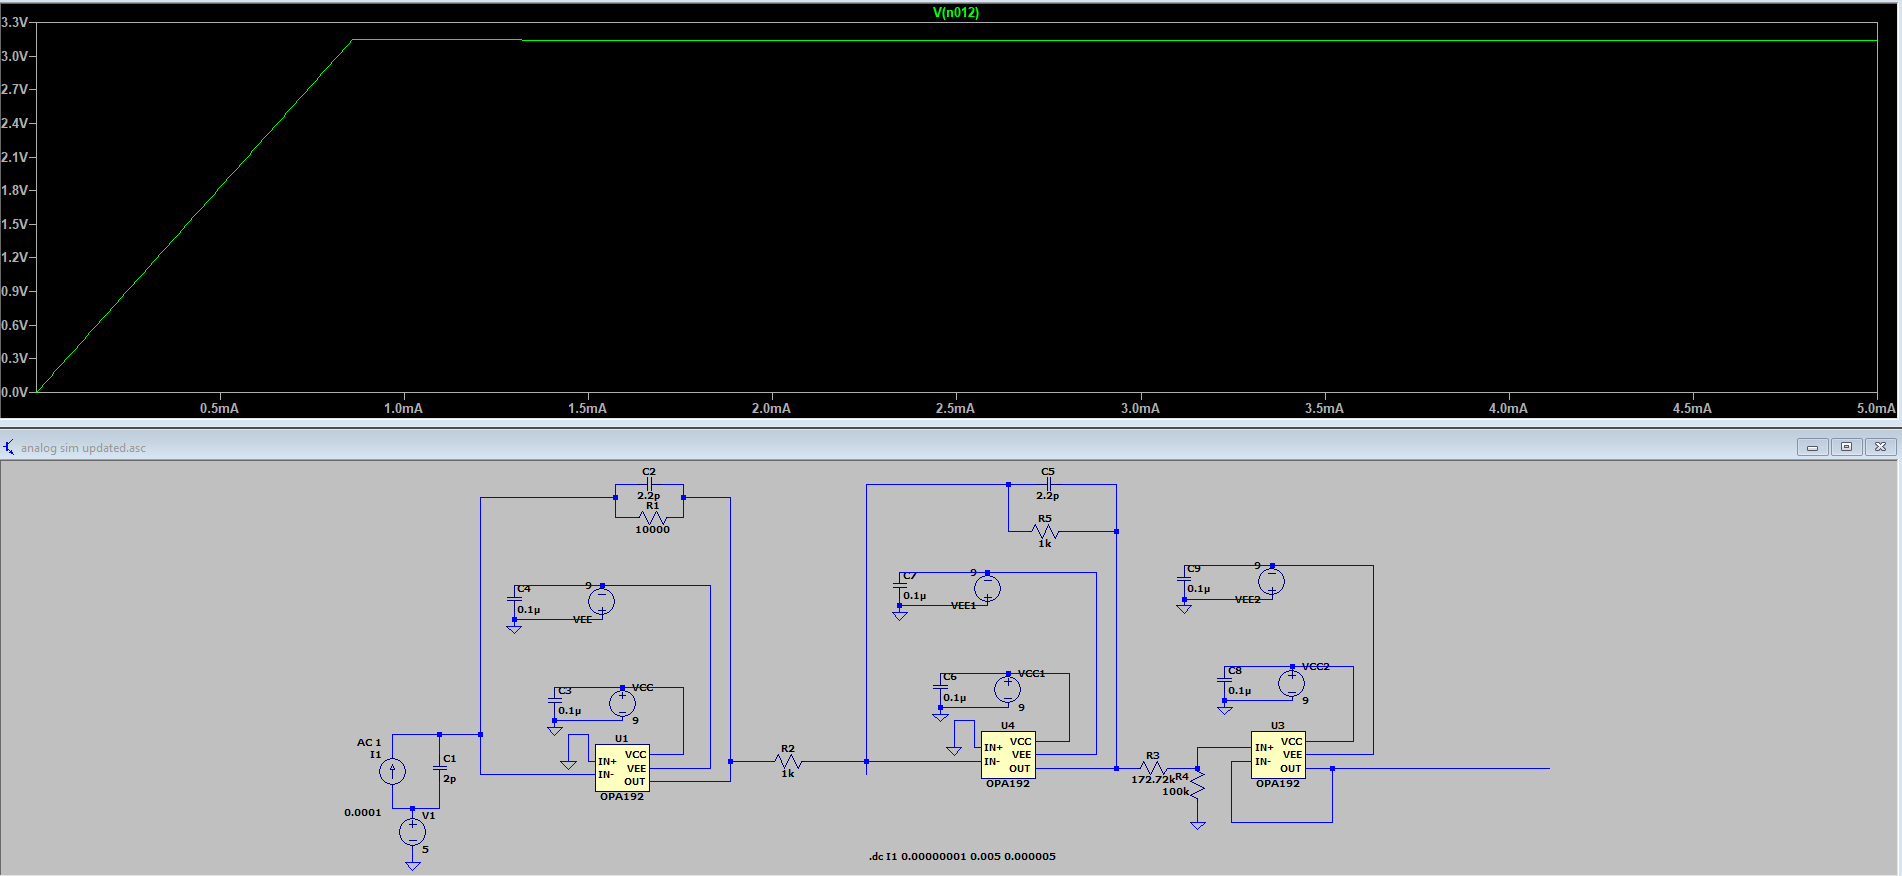 V(n012)
3.3V
3.0V
2.7V
2.4V
2.1V
1.8V
1.5V
1.2V
0.9V
0.6V
0.3V
0.0V
0.5mA 1.0mA 1.5mA 2.0mA 2.5mA 3.0mA 3.5mA 4.0mA 4.5mA 5.0mA
analog sim updated.asc
C2
2.2p
R1
10000
C5
2.2p
R5
1k
C4
0.1µ
9
VEE
C7
0.1µ
9
VEE1
C9
0.1µ
9
VEE2
C3
0.1µ
VCC
9
C6
0.1µ
VCC1
9
C8
0.1µ
VCC2
9
U1
VCC
IN+
VEE
IN-
OUT
OPA192
U4
VCC
IN+
VEE
IN-
OUT
OPA192
U3
VCC
IN+
VEE
IN-
OUT
OPA192
AC 1
I1
0.0001
C1
2p
V1
5
R2
1k
R3
172.72k
R4
100k
.dc I1 0.00000001 0.005 0.000005